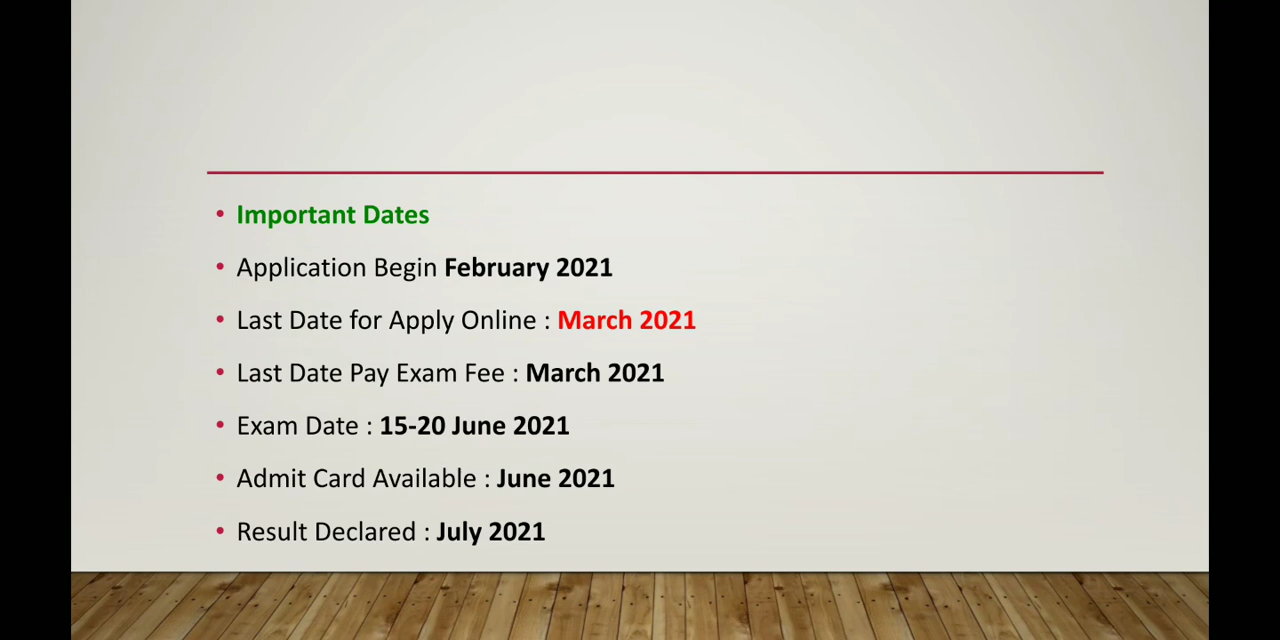 • Important Dates
• Application Begin February 2021
• Last Date for Apply Online : March 2021
• Last Date Pay Exam Fee : March 2021
• Exam Date : 15-20 June 2021
• Admit Card Available : June 2021
• Result Declared : July 2021